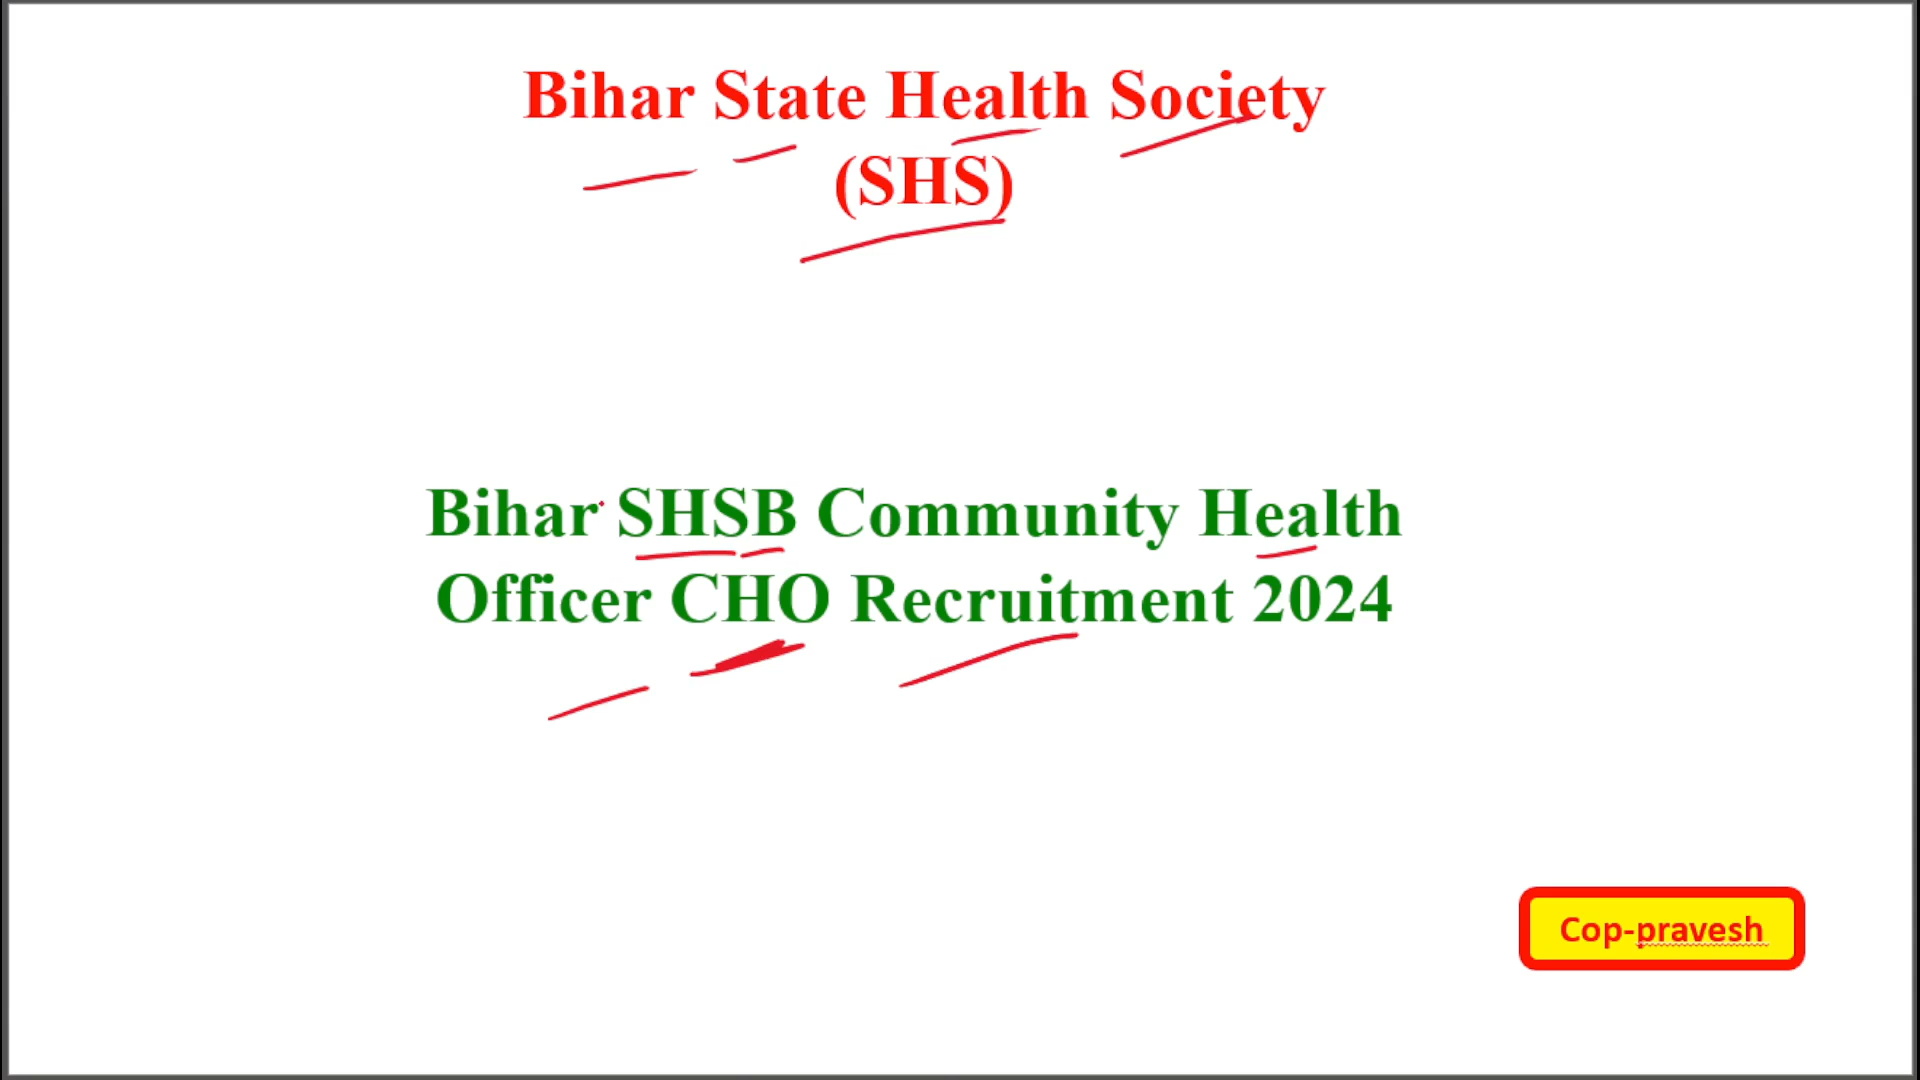 Bihar State Health Society
(SHS)
Bihar SHSB Community Health
Officer CHO Recruitment 2024
Cop-pravesh